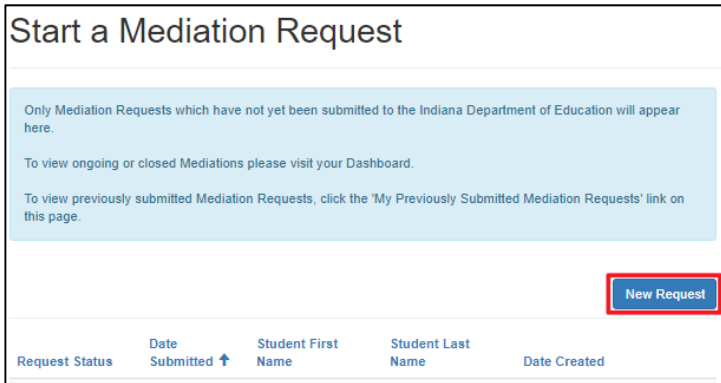 Start a Mediation Request
Only Mediation Requests which have not yet been submitted to the Indiana Department of Education will appear
here.
To view ongoing or closed Mediations please visit your Dashboard.
To view previously submitted Mediation Requests, click the 'My Previously Submitted Mediation Requests' link on
this page.
New Request
Date Student First Student Last
Request Status Submitted ↑ Name Name Date Created